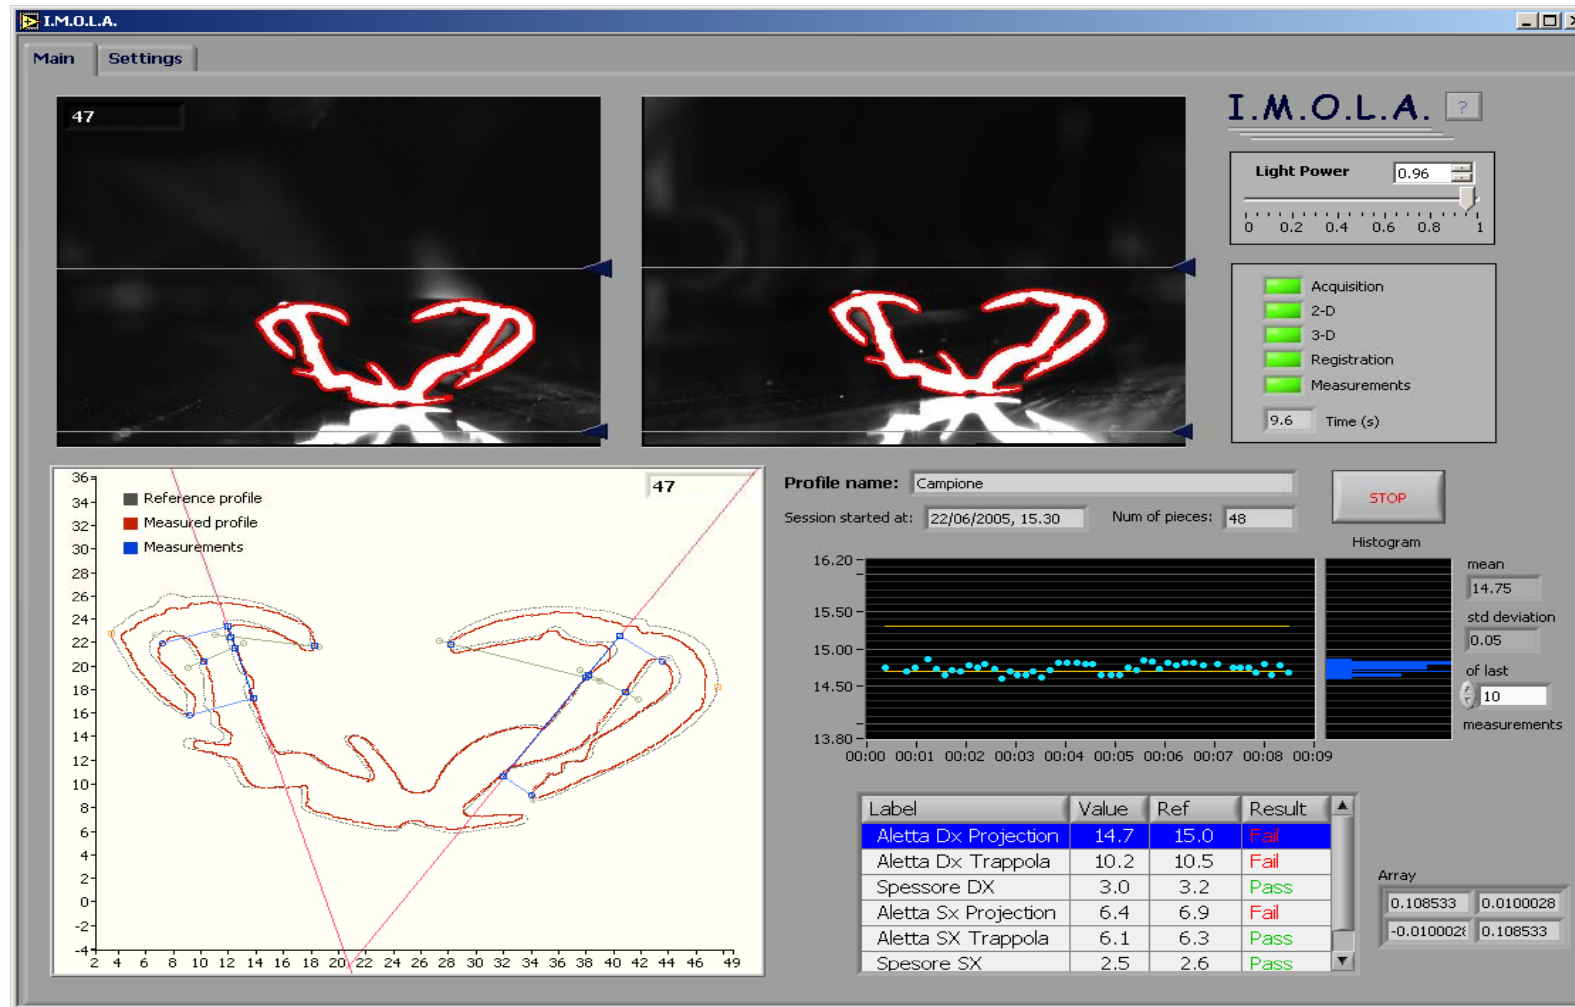 I.M.O.L.A.
Main
Settings
47
I.M.O.L.A.
?
Light Power
0.96
0 0.2 0.4 0.6 0.8 1
Acquisition
2-D
3-D
Registration
Measurements
9.6 Time (s)
36
34
32
30
28
26
24
22
20
18
16
14
12
10
8
6
4
2
0
-2
-4
2 4 6 8 10 12 14 16 18 20 22 24 26 28 30 32 34 36 38 40 42 44 46 49
Reference profile
Measured profile
Measurements
47
Profile name: Campione
Session started at: 22/06/2005, 15.30 Num of pieces: 48
STOP
Histogram
16.20
15.50
15.00
14.50
13.80
00:00 00:01 00:02 00:03 00:04 00:05 00:06 00:07 00:08 00:09
mean
14.75
std deviation
0.05
of last
10
measurements
Label Value Ref Result
Aletta Dx Projection 14.7 15.0 Fail
Aletta Dx Trappola 10.2 10.5 Fail
Spessore DX 3.0 3.2 Pass
Aletta Sx Projection 6.4 6.9 Fail
Aletta SX Trappola 6.1 6.3 Pass
Spesore SX 2.5 2.6 Pass
Array
0.108533 0.0100028
-0.010002 0.108533